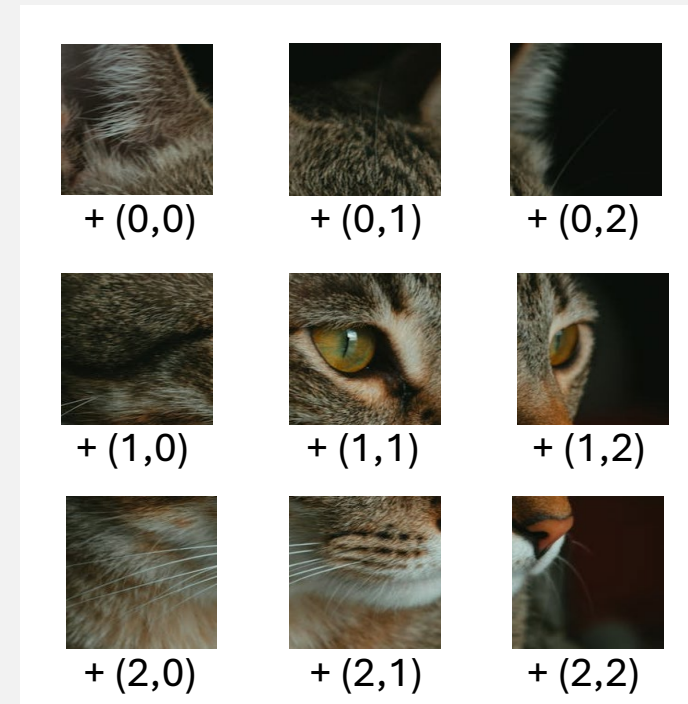 + (0,0) + (0,1) + (0,2)
+ (1,0) + (1,1) + (1,2)
+ (2,0) + (2,1) + (2,2)